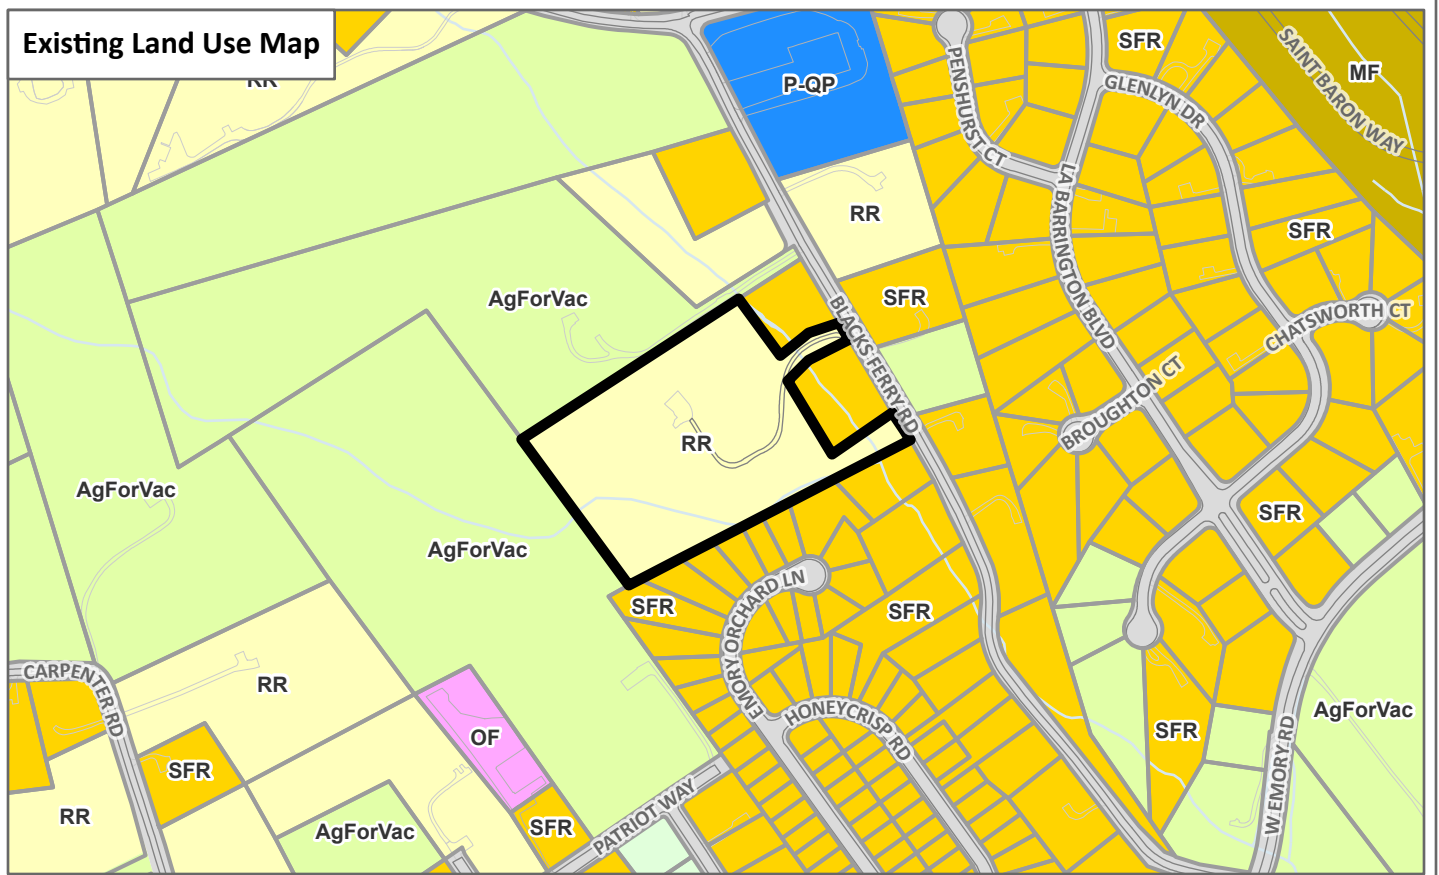 Existing Land Use Map
RR
P-QP
SFR
MF
SAINT BARON WAY
PENSHURST CT
GLENLYN DR
LA BARRINGTON BLVD
RR
SFR
AgForVac
SFR
BLACKS FERRY RD
CHATSWORTH CT
BROUGHTON CT
RR
AgForVac
SFR
AgForVac
SFR
EMORY ORCHARD LN
SFR
CARPENTER RD
RR
HONEYCRISP RD
AgForVac
OF
SFR
W EMORY RD
SFR
RR
AgForVac
SFR
PATRIOT WAY